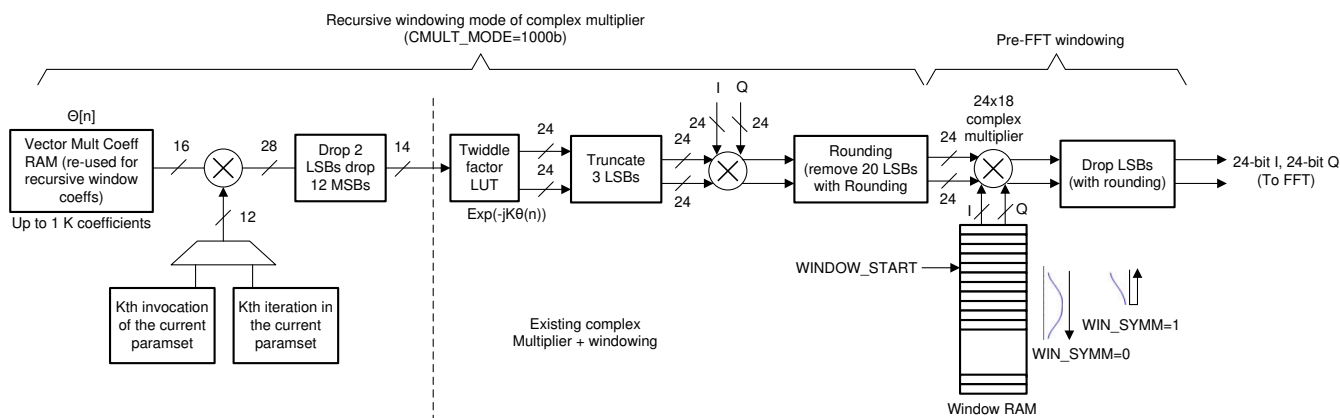 Recursive windowing mode of complex multiplier
(CMULT_MODE=1000b)
Pre-FFT windowing
Θ[n]
Vector Mult Coeff
RAM (re-used for
recursive window
coeffs)
Up to 1 K coefficients
16
28
12
Drop 2
LSBs drop
12 MSBs
14
Kth invocation
of the current
paramset
Kth iteration in
the current
paramset
Twiddle
factor
LUT
Exp(-jKθ(n))
24
24
Truncate
3 LSBs
24
24
I
Q
24
24
Rounding
(remove 20 LSBs
with Rounding)
24
24
24x18
complex
multiplier
I
Q
Drop LSBs
(with rounding)
24-bit I, 24-bit Q
(To FFT)
WINDOW_START
WIN_SYMM=1
WIN_SYMM=0
Window RAM
Existing complex
Multiplier + windowing